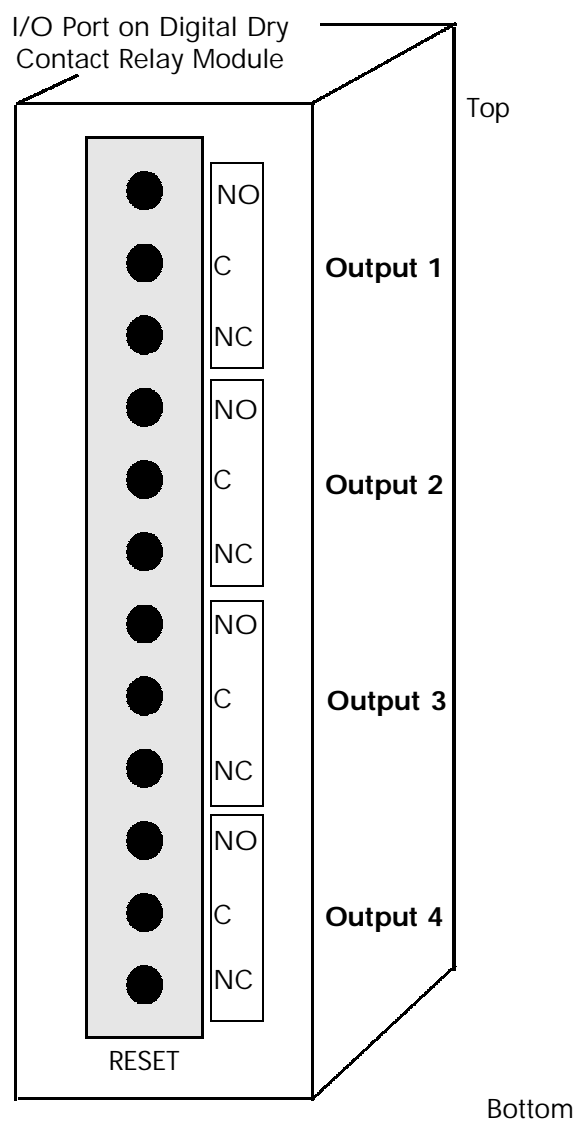 I/O Port on Digital Dry
Contact Relay Module
Top
NO
C
NC
Output 1
NO
C
NC
Output 2
NO
C
NC
Output 3
NO
C
NC
Output 4
RESET
Bottom